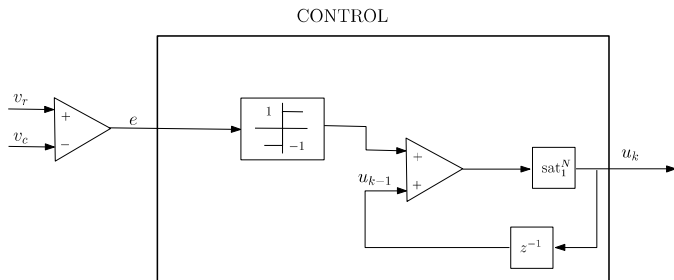 CONTROL
v_r
+
e
v_c
−
1
−1
+
+
u_{k−1}
sat_1^N
u_k
z^{−1}